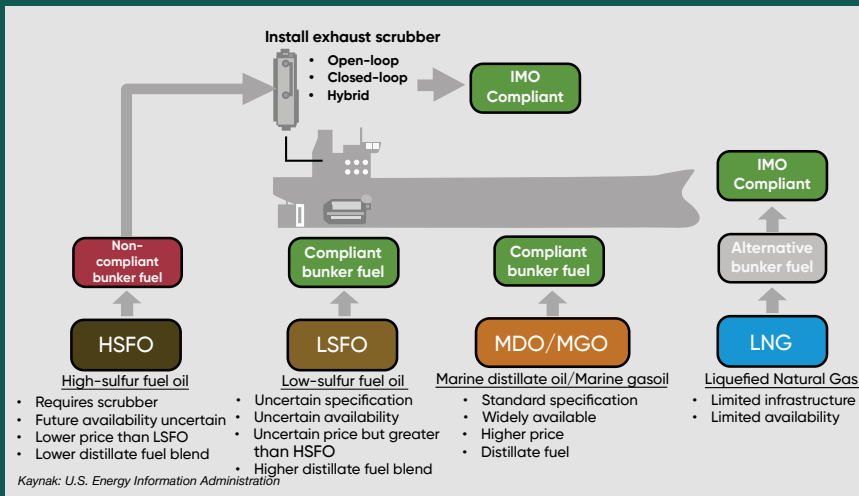 Install exhaust scrubber
• Open-loop
• Closed-loop
• Hybrid
IMO
Compliant
IMO
Compliant
Non-
compliant
bunker fuel
Compliant
bunker fuel
Compliant
bunker fuel
Alternative
bunker fuel
HSFO
LSFO
MDO/MGO
LNG
High-sulfur fuel oil
• Requires scrubber
• Future availability uncertain
• Lower price than LSFO
• Lower distillate fuel blend
Low-sulfur fuel oil
• Uncertain specification
• Uncertain availability
• Uncertain price but greater
than HSFO
• Higher distillate fuel blend
Marine distillate oil/Marine gasoil
• Standard specification
• Widely available
• Higher price
• Distillate fuel
Liquefied Natural Gas
• Limited infrastructure
• Limited availability
Kaynak: U.S. Energy Information Administration